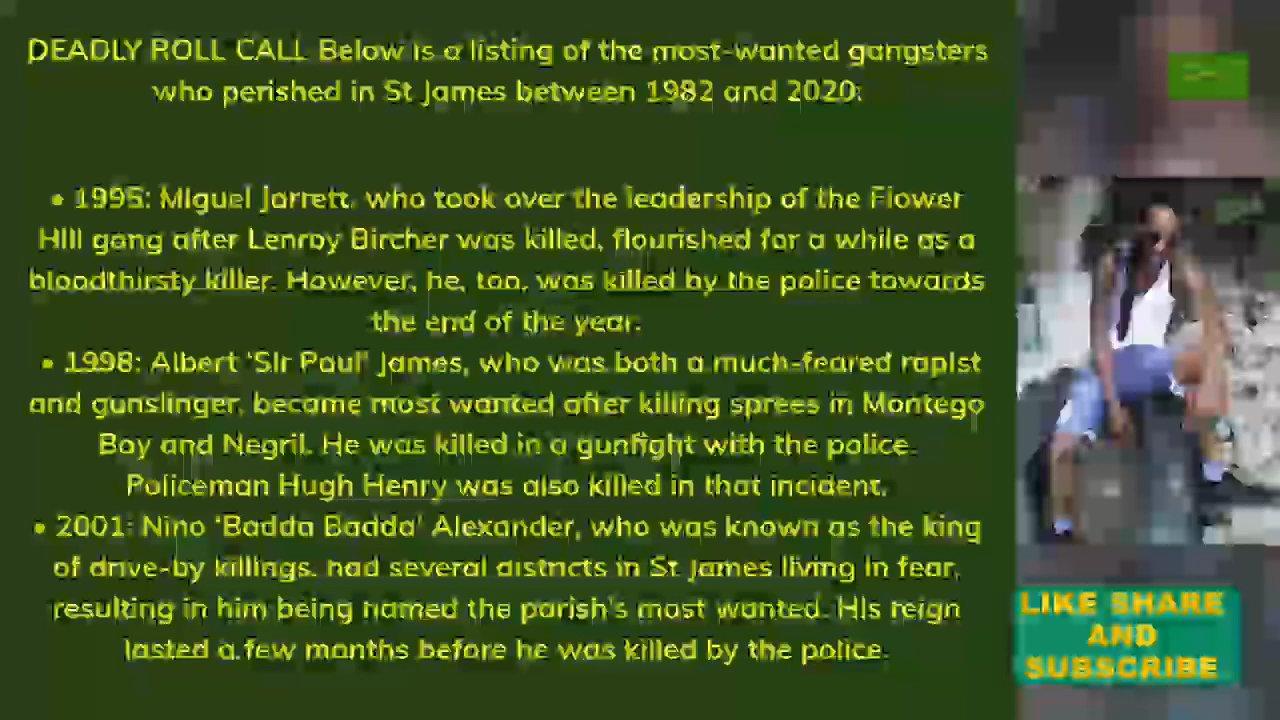 DEADLY ROLL CALL Below is a listing of the most-wanted gangsters
who perished in St James between 1982 and 2020:
• 1995: Miguel Jarrett, who took over the leadership of the Flower
Hill gang after Lenroy Bircher was killed, flourished for a while as a
bloodthirsty killer. However, he, too, was killed by the police towards
the end of the year.
• 1998: Albert 'Sir Paul' James, who was both a much-feared rapist
and gunslinger, became most wanted after killing sprees in Montego
Bay and Negril. He was killed in a gunfight with the police.
Policeman Hugh Henry was also killed in that incident.
• 2001: Nino 'Badda Badda' Alexander, who was known as the king
of drive-by killings, had several districts in St James living in fear,
resulting in him being named the parish's most wanted. His reign
lasted a few months before he was killed by the police.
LIKE SHARE
AND
SUBSCRIBE